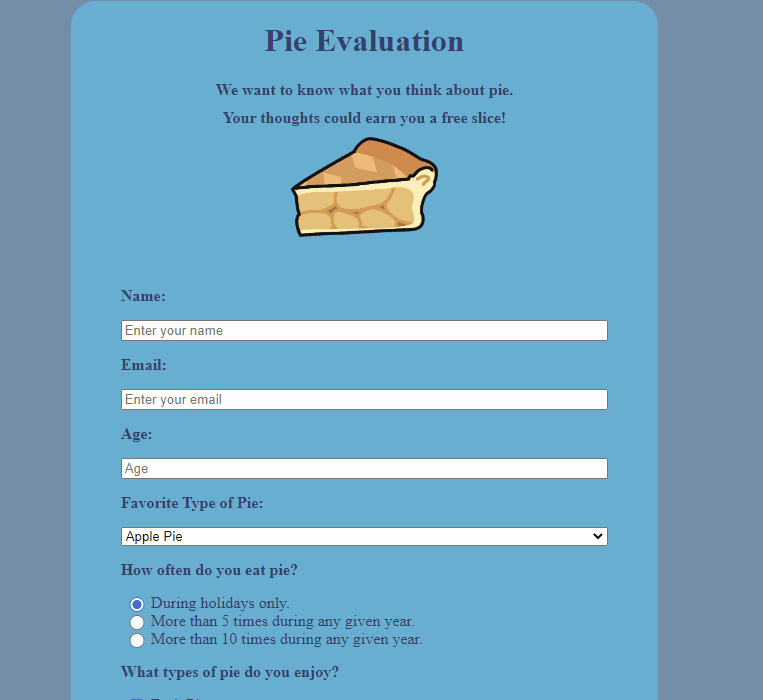 Pie Evaluation
We want to know what you think about pie.
Your thoughts could earn you a free slice!
Name:
Enter your name
Email:
Enter your email
Age:
Age
Favorite Type of Pie:
Apple Pie
How often do you eat pie?
During holidays only.
More than 5 times during any given year.
More than 10 times during any given year.
What types of pie do you enjoy?